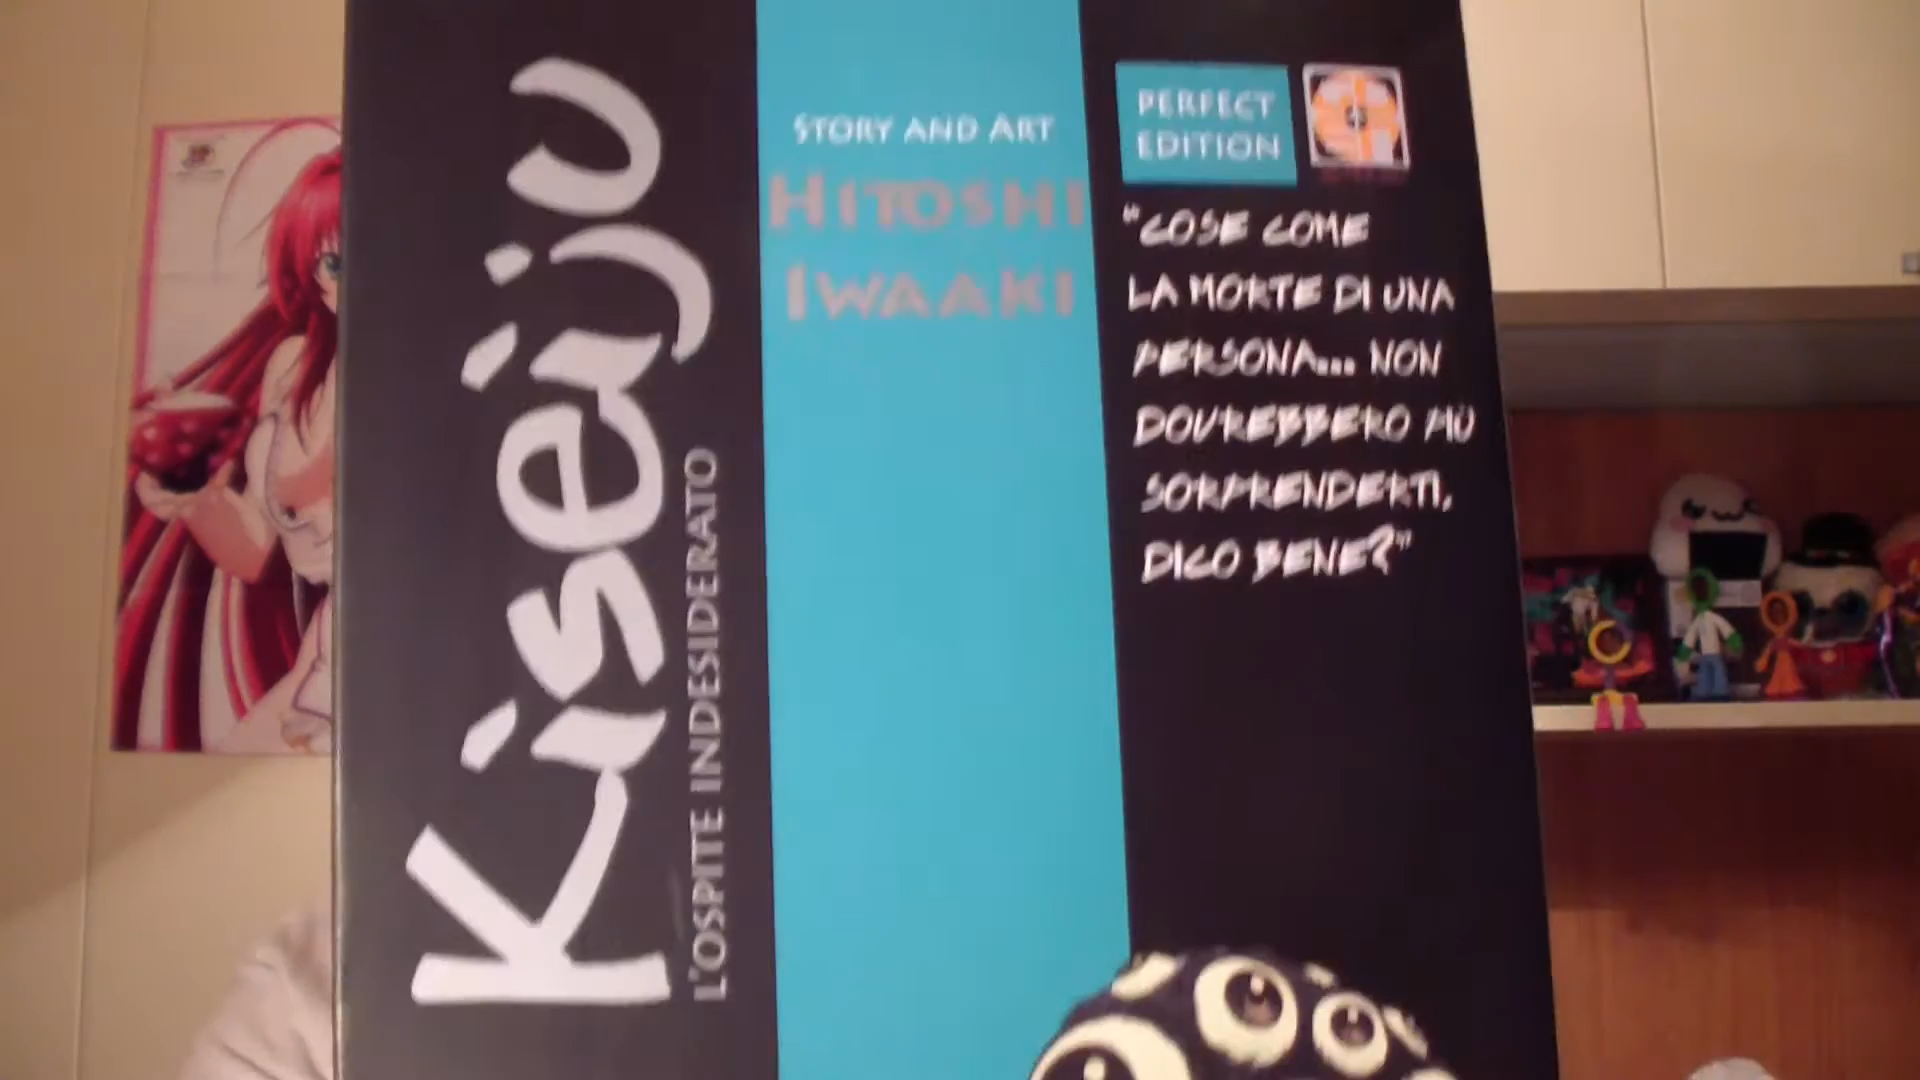 Kiseiju
L'OSPITE INDESIDERATO
STORY AND ART
HITOSHI
IWAAKI
PERFECT
EDITION
"COSE COME
LA MORTE DI UNA
PERSONA... NON
DOVREBBERO PIÙ
SORPRENDERTI,
DICO BENE?"